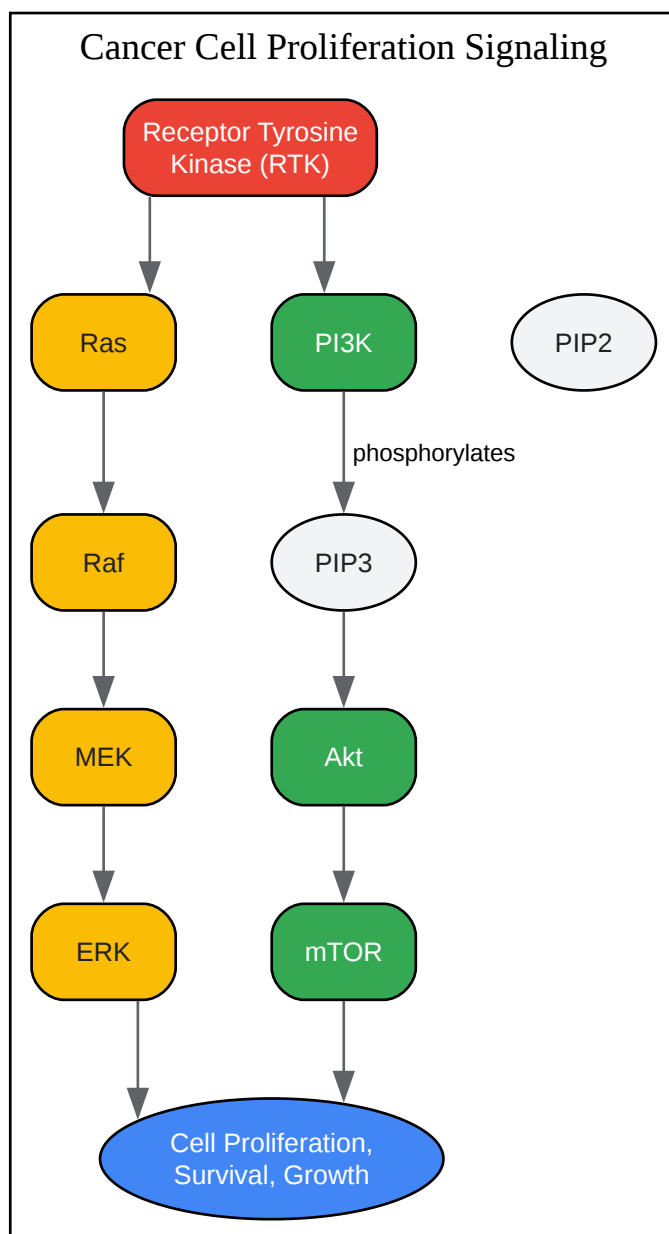 Cancer Cell Proliferation Signaling
Receptor Tyrosine
Kinase (RTK)
Ras
PI3K
PIP2
phosphorylates
Raf
PIP3
MEK
Akt
ERK
mTOR
Cell Proliferation,
Survival, Growth